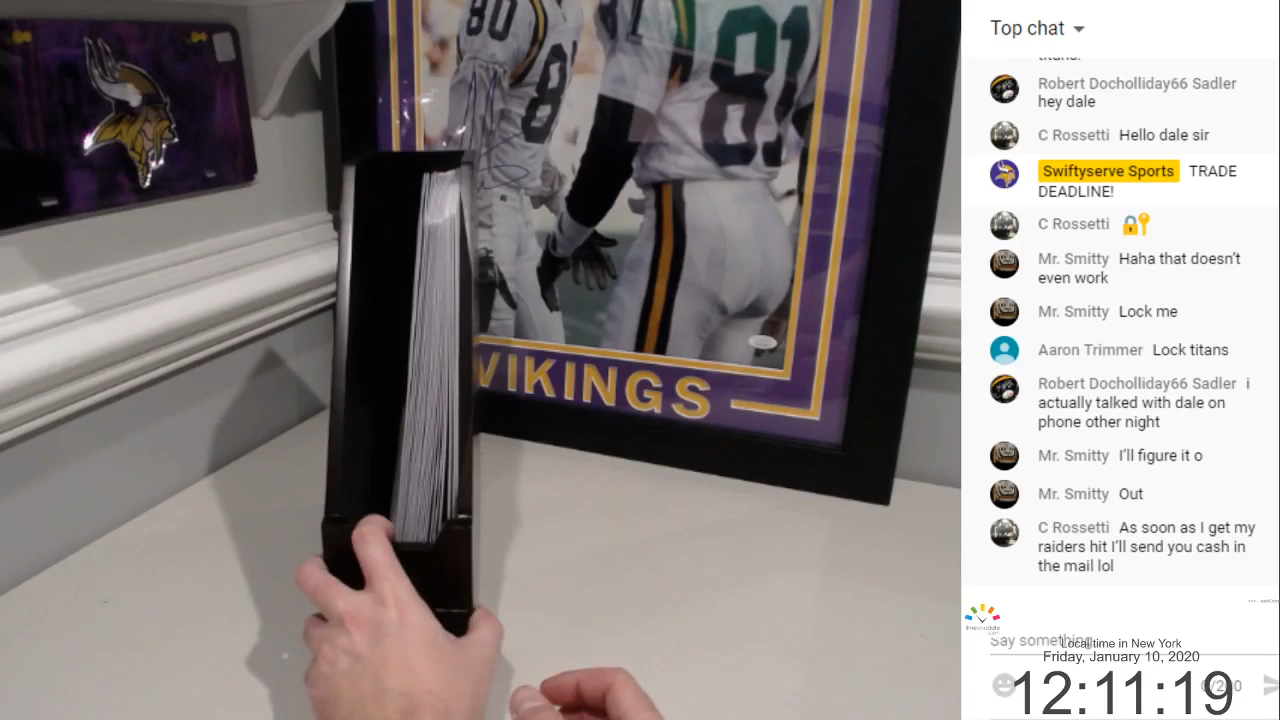 80
8
81
VIKINGS
Top chat
titans!
Robert Docholliday66 Sadler
hey dale
C Rossetti Hello dale sir
Swiftyserve Sports TRADE
DEADLINE!
C Rossetti
Mr. Smitty Haha that doesn't
even work
Mr. Smitty Lock me
Aaron Trimmer Lock titans
Robert Docholliday66 Sadler i
actually talked with dale on
phone other night
Mr. Smitty I'll figure it o
Mr. Smitty Out
C Rossetti As soon as I get my
raiders hit I'll send you cash in
the mail lol
Say something...
Local time in New York
Friday, January 10, 2020
12:11:19